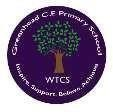 Greenhead C.E Primary School
WTCS
Inspire, Support, Believe, Achieve